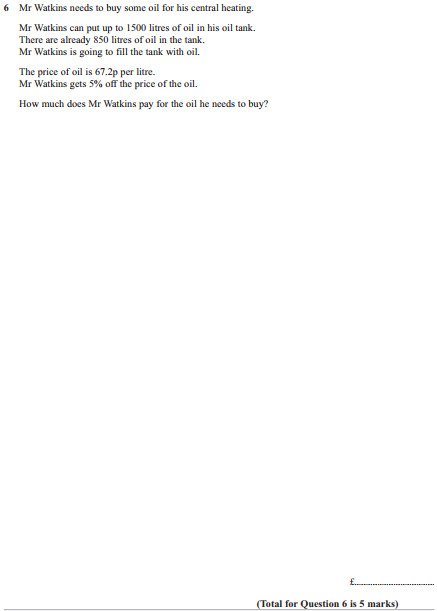 6 Mr Watkins needs to buy some oil for his central heating.
Mr Watkins can put up to 1500 litres of oil in his oil tank.
There are already 850 litres of oil in the tank.
Mr Watkins is going to fill the tank with oil.
The price of oil is 67.2p per litre.
Mr Watkins gets 5% off the price of the oil.
How much does Mr Watkins pay for the oil he needs to buy?
£..................................
(Total for Question 6 is 5 marks)